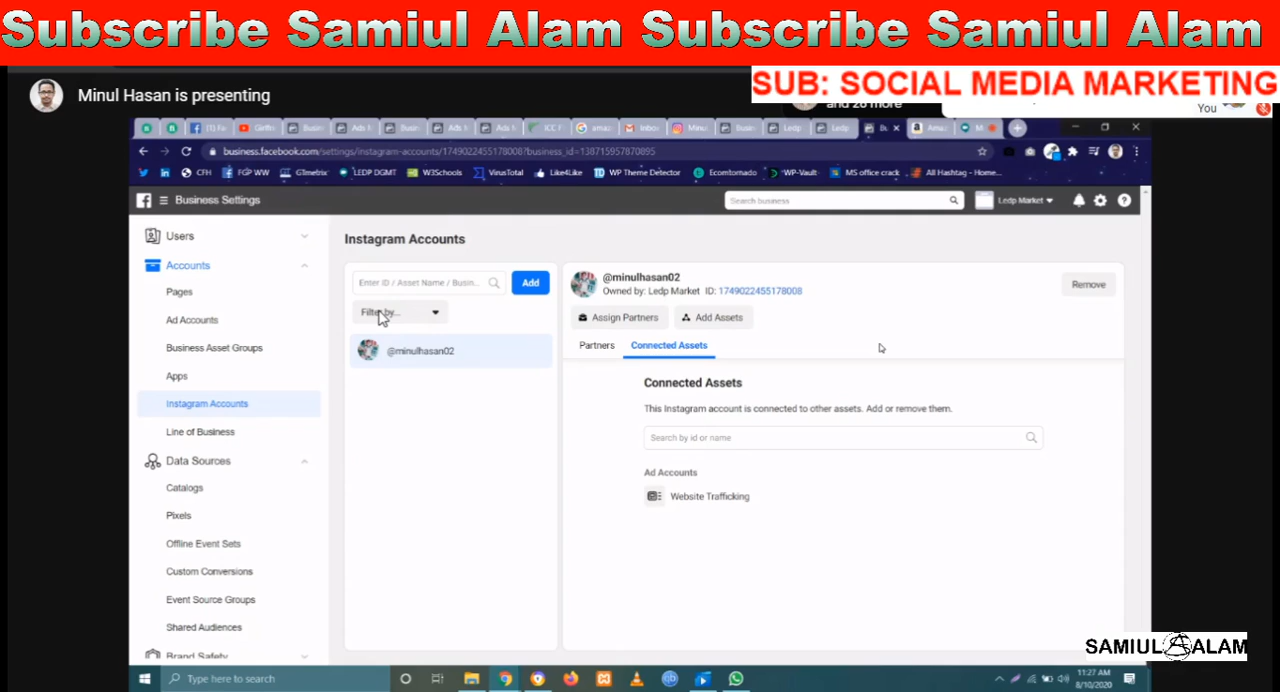 Subscribe Samiul Alam Subscribe Samiul Alam
SUB: SOCIAL MEDIA MARKETING
Minul Hasan is presenting
and 26 more
You
business.facebook.com/settings/instagram-accounts/1749022455178008?business_id=138715957870895
CFH
FGP WW
GTmetrix
LEDP DGMT
W3Schools
VirusTotal
Like4Like
WP Theme Detector
Ecomtornado
WP-Vault
MS office crack
All Hashtag - Home...
Business Settings
Search business
Ledp Market
Users
Accounts
Pages
Ad Accounts
Business Asset Groups
Apps
Instagram Accounts
Line of Business
Data Sources
Catalogs
Pixels
Offline Event Sets
Custom Conversions
Event Source Groups
Shared Audiences
Brand Safety
Instagram Accounts
Enter ID / Asset Name / Busin...
Add
Filter by...
@minulhasan02
@minulhasan02
Owned by: Ledp Market ID: 1749022455178008
Remove
Assign Partners
Add Assets
Partners
Connected Assets
Connected Assets
This Instagram account is connected to other assets. Add or remove them.
Search by id or name
Ad Accounts
Website Trafficking
SAMIUL ALAM
Type here to search
11:27 AM
8/10/2020